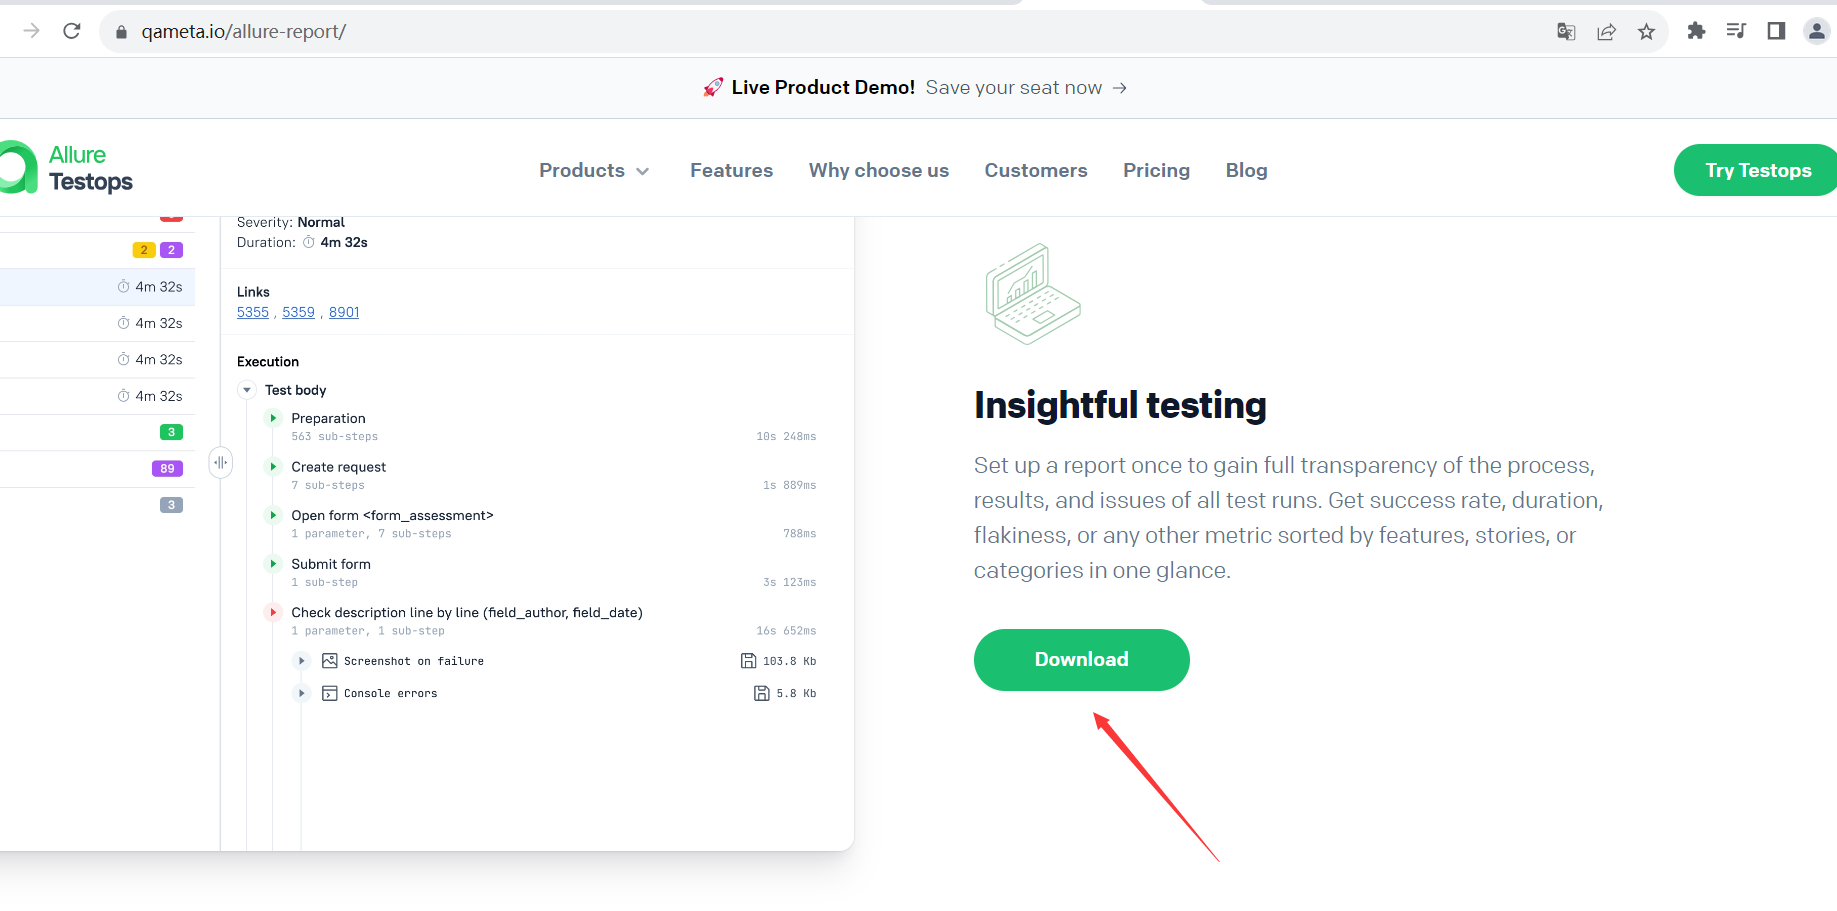 qameta.io/allure-report/
🚀 Live Product Demo! Save your seat now →
Allure
Testops
Products
Features
Why choose us
Customers
Pricing
Blog
Try Testops
2 2
4m 32s
4m 32s
4m 32s
4m 32s
3
89
3
Severity: Normal
Duration: 4m 32s
Links
5355 , 5359 , 8901
Execution
Test body
Preparation
563 sub-steps 10s 248ms
Create request
7 sub-steps 1s 889ms
Open form <form_assessment>
1 parameter, 7 sub-steps 788ms
Submit form
1 sub-step 3s 123ms
Check description line by line (field_author, field_date)
1 parameter, 1 sub-step 16s 652ms
Screenshot on failure 103.8 Kb
Console errors 5.8 Kb
Insightful testing
Set up a report once to gain full transparency of the process,
results, and issues of all test runs. Get success rate, duration,
flakiness, or any other metric sorted by features, stories, or
categories in one glance.
Download